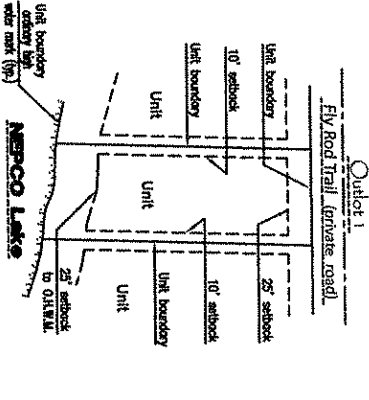 Outlot 1
Fly Rod Trail (private road)
Unit boundary
10' setback
Unit boundary
25' setback
10' setback
Unit boundary
Unit
Unit
Unit
Unit boundary
ordinary high
water mark (typ.)
25' setback
to O.H.W.M.
NEPCO Lake